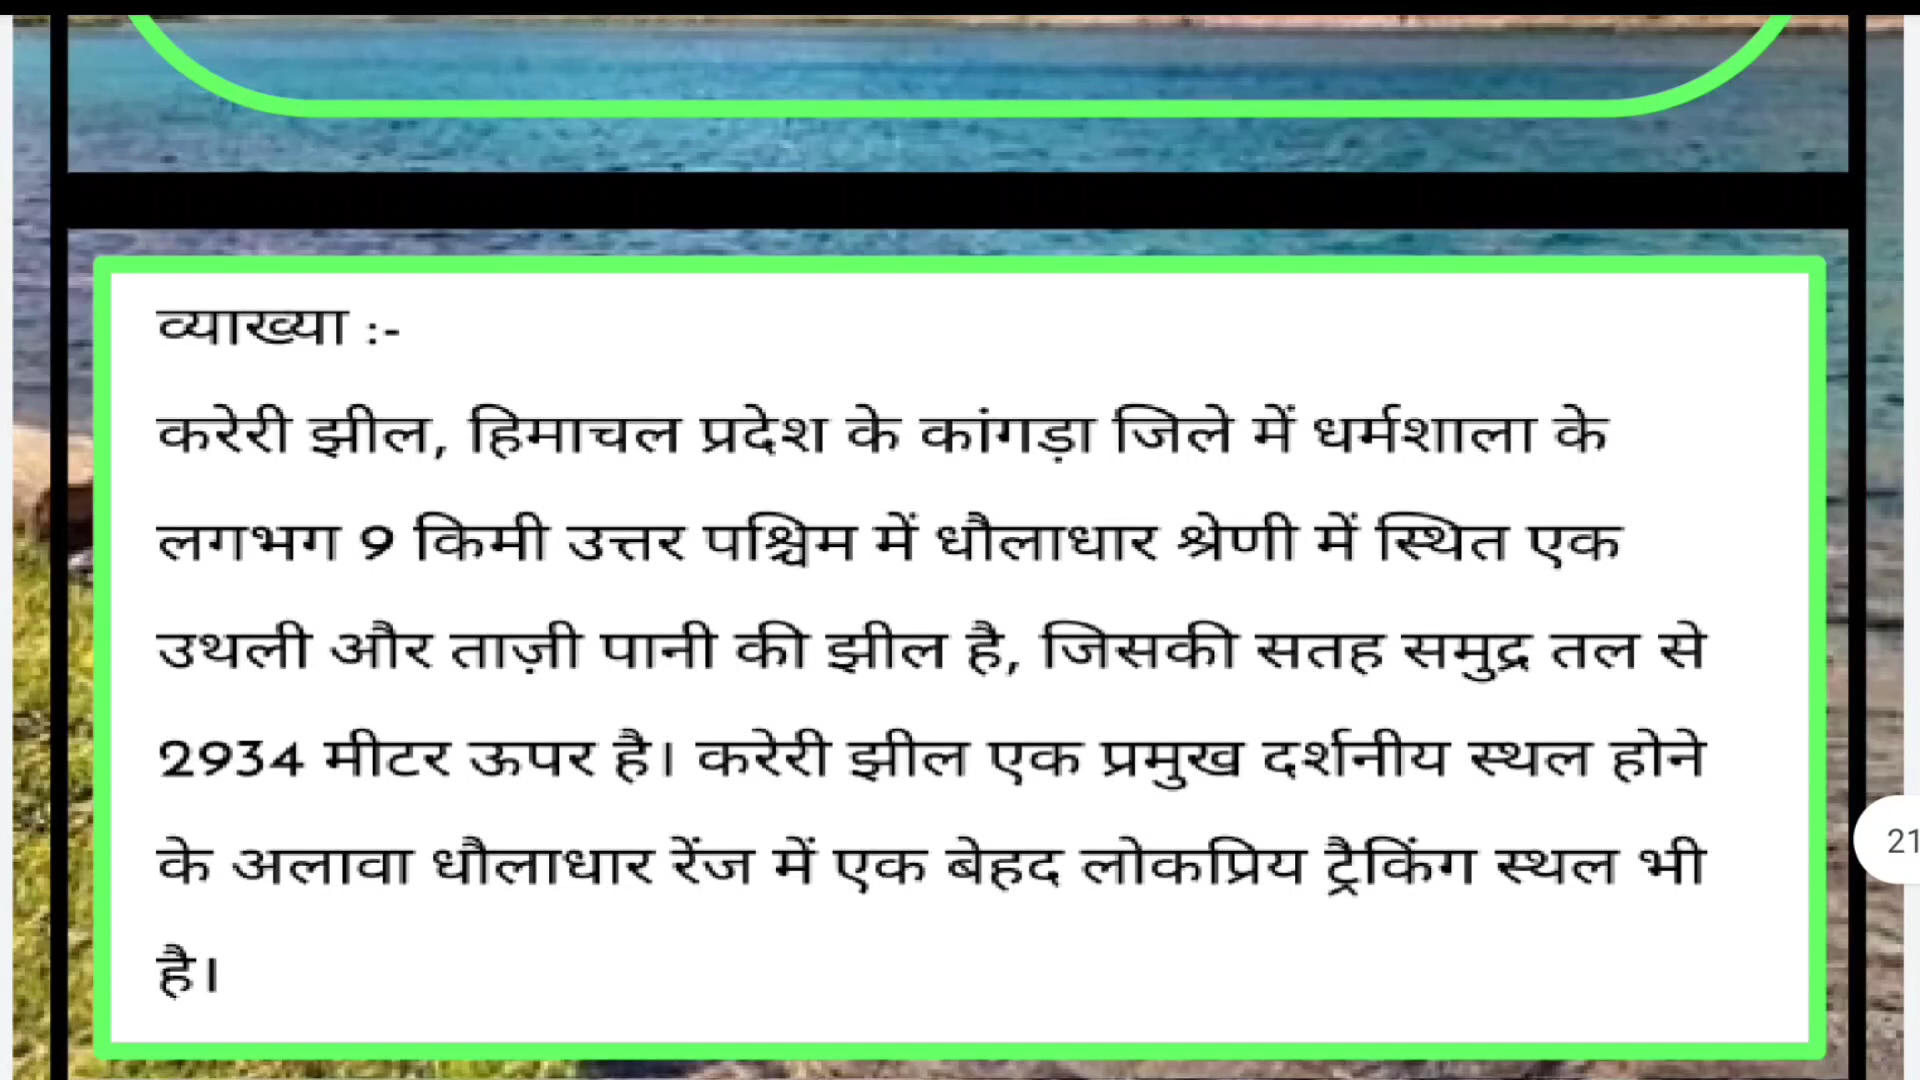 व्याख्या :-
करेरी झील, हिमाचल प्रदेश के कांगड़ा जिले में धर्मशाला के
लगभग 9 किमी उत्तर पश्चिम में धौलाधार श्रेणी में स्थित एक
उथली और ताज़ी पानी की झील है, जिसकी सतह समुद्र तल से
2934 मीटर ऊपर है। करेरी झील एक प्रमुख दर्शनीय स्थल होने
के अलावा धौलाधार रेंज में एक बेहद लोकप्रिय ट्रैकिंग स्थल भी
है।
21